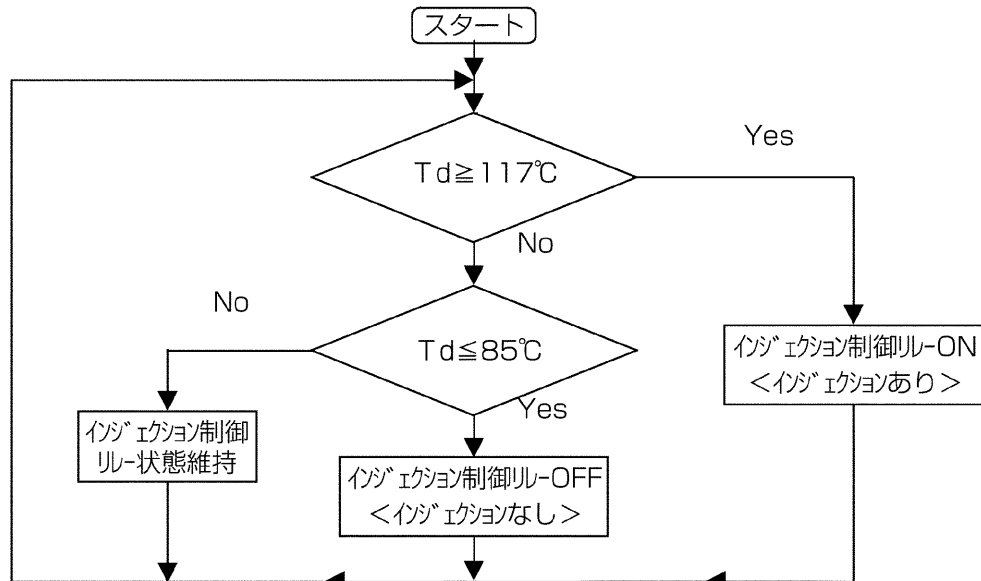 スタート
Td≧117℃
Yes
No
Td≦85℃
No
Yes
インジェクション制御リレーON
<インジェクションあり>
インジェクション制御
リレー状態維持
インジェクション制御リレーOFF
<インジェクションなし>